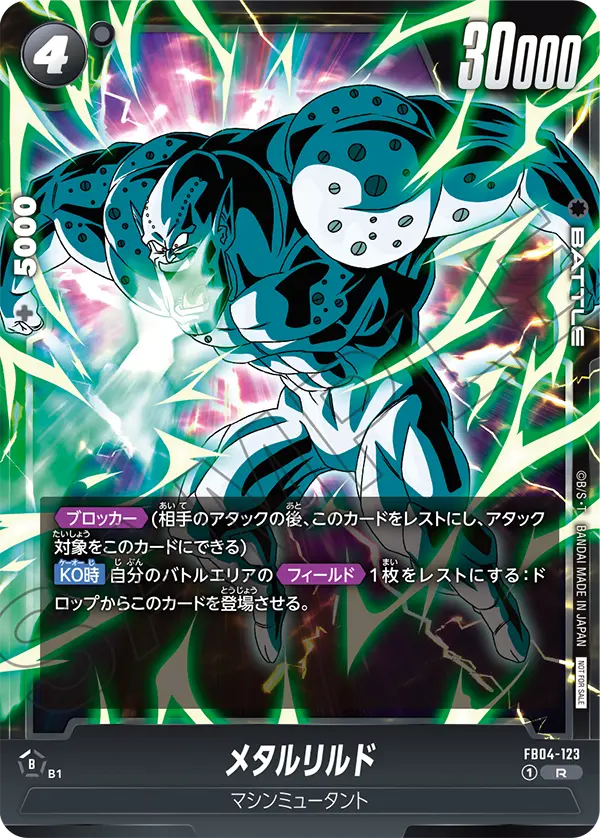 4
30000
+ 5000
BATTLE
ブロッカー (相手のアタックの後、このカードをレストにし、アタック
対象をこのカードにできる)
KO時 自分のバトルエリアの フィールド 1枚をレストにする:ド
ロップからこのカードを登場させる。
©B/S・T BANDAI MADE IN JAPAN
NOT FOR SALE
SAMPLE
メタルリルド
FB04-123
B B1
1 R
マシンミュータント